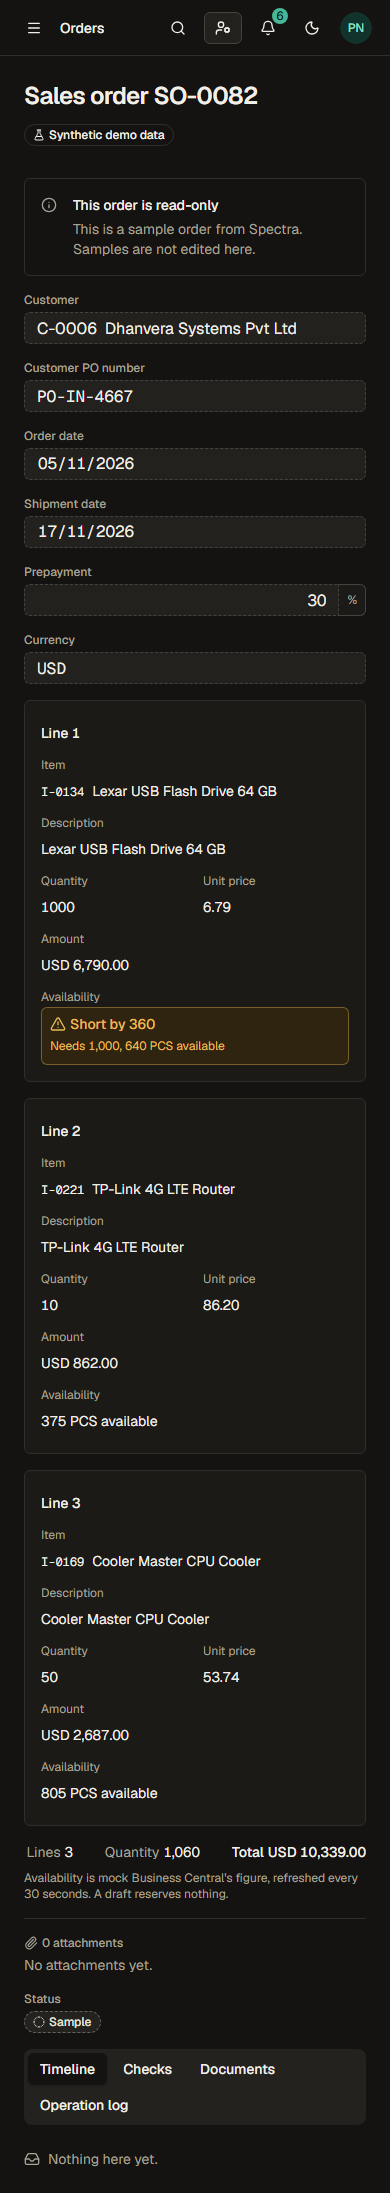 Orders
6
PN
Sales order SO-0082
Synthetic demo data
This order is read-only
This is a sample order from Spectra.
Samples are not edited here.
Customer
C-0006 Dhanvera Systems Pvt Ltd
Customer PO number
PO-IN-4667
Order date
05/11/2026
Shipment date
17/11/2026
Prepayment
30 %
Currency
USD
Line 1
Item
I-0134 Lexar USB Flash Drive 64 GB
Description
Lexar USB Flash Drive 64 GB
Quantity Unit price
1000 6.79
Amount
USD 6,790.00
Availability
Short by 360
Needs 1,000, 640 PCS available
Line 2
Item
I-0221 TP-Link 4G LTE Router
Description
TP-Link 4G LTE Router
Quantity Unit price
10 86.20
Amount
USD 862.00
Availability
375 PCS available
Line 3
Item
I-0169 Cooler Master CPU Cooler
Description
Cooler Master CPU Cooler
Quantity Unit price
50 53.74
Amount
USD 2,687.00
Availability
805 PCS available
Lines 3 Quantity 1,060 Total USD 10,339.00
Availability is mock Business Central's figure, refreshed every
30 seconds. A draft reserves nothing.
0 attachments
No attachments yet.
Status
Sample
Timeline Checks Documents
Operation log
Nothing here yet.